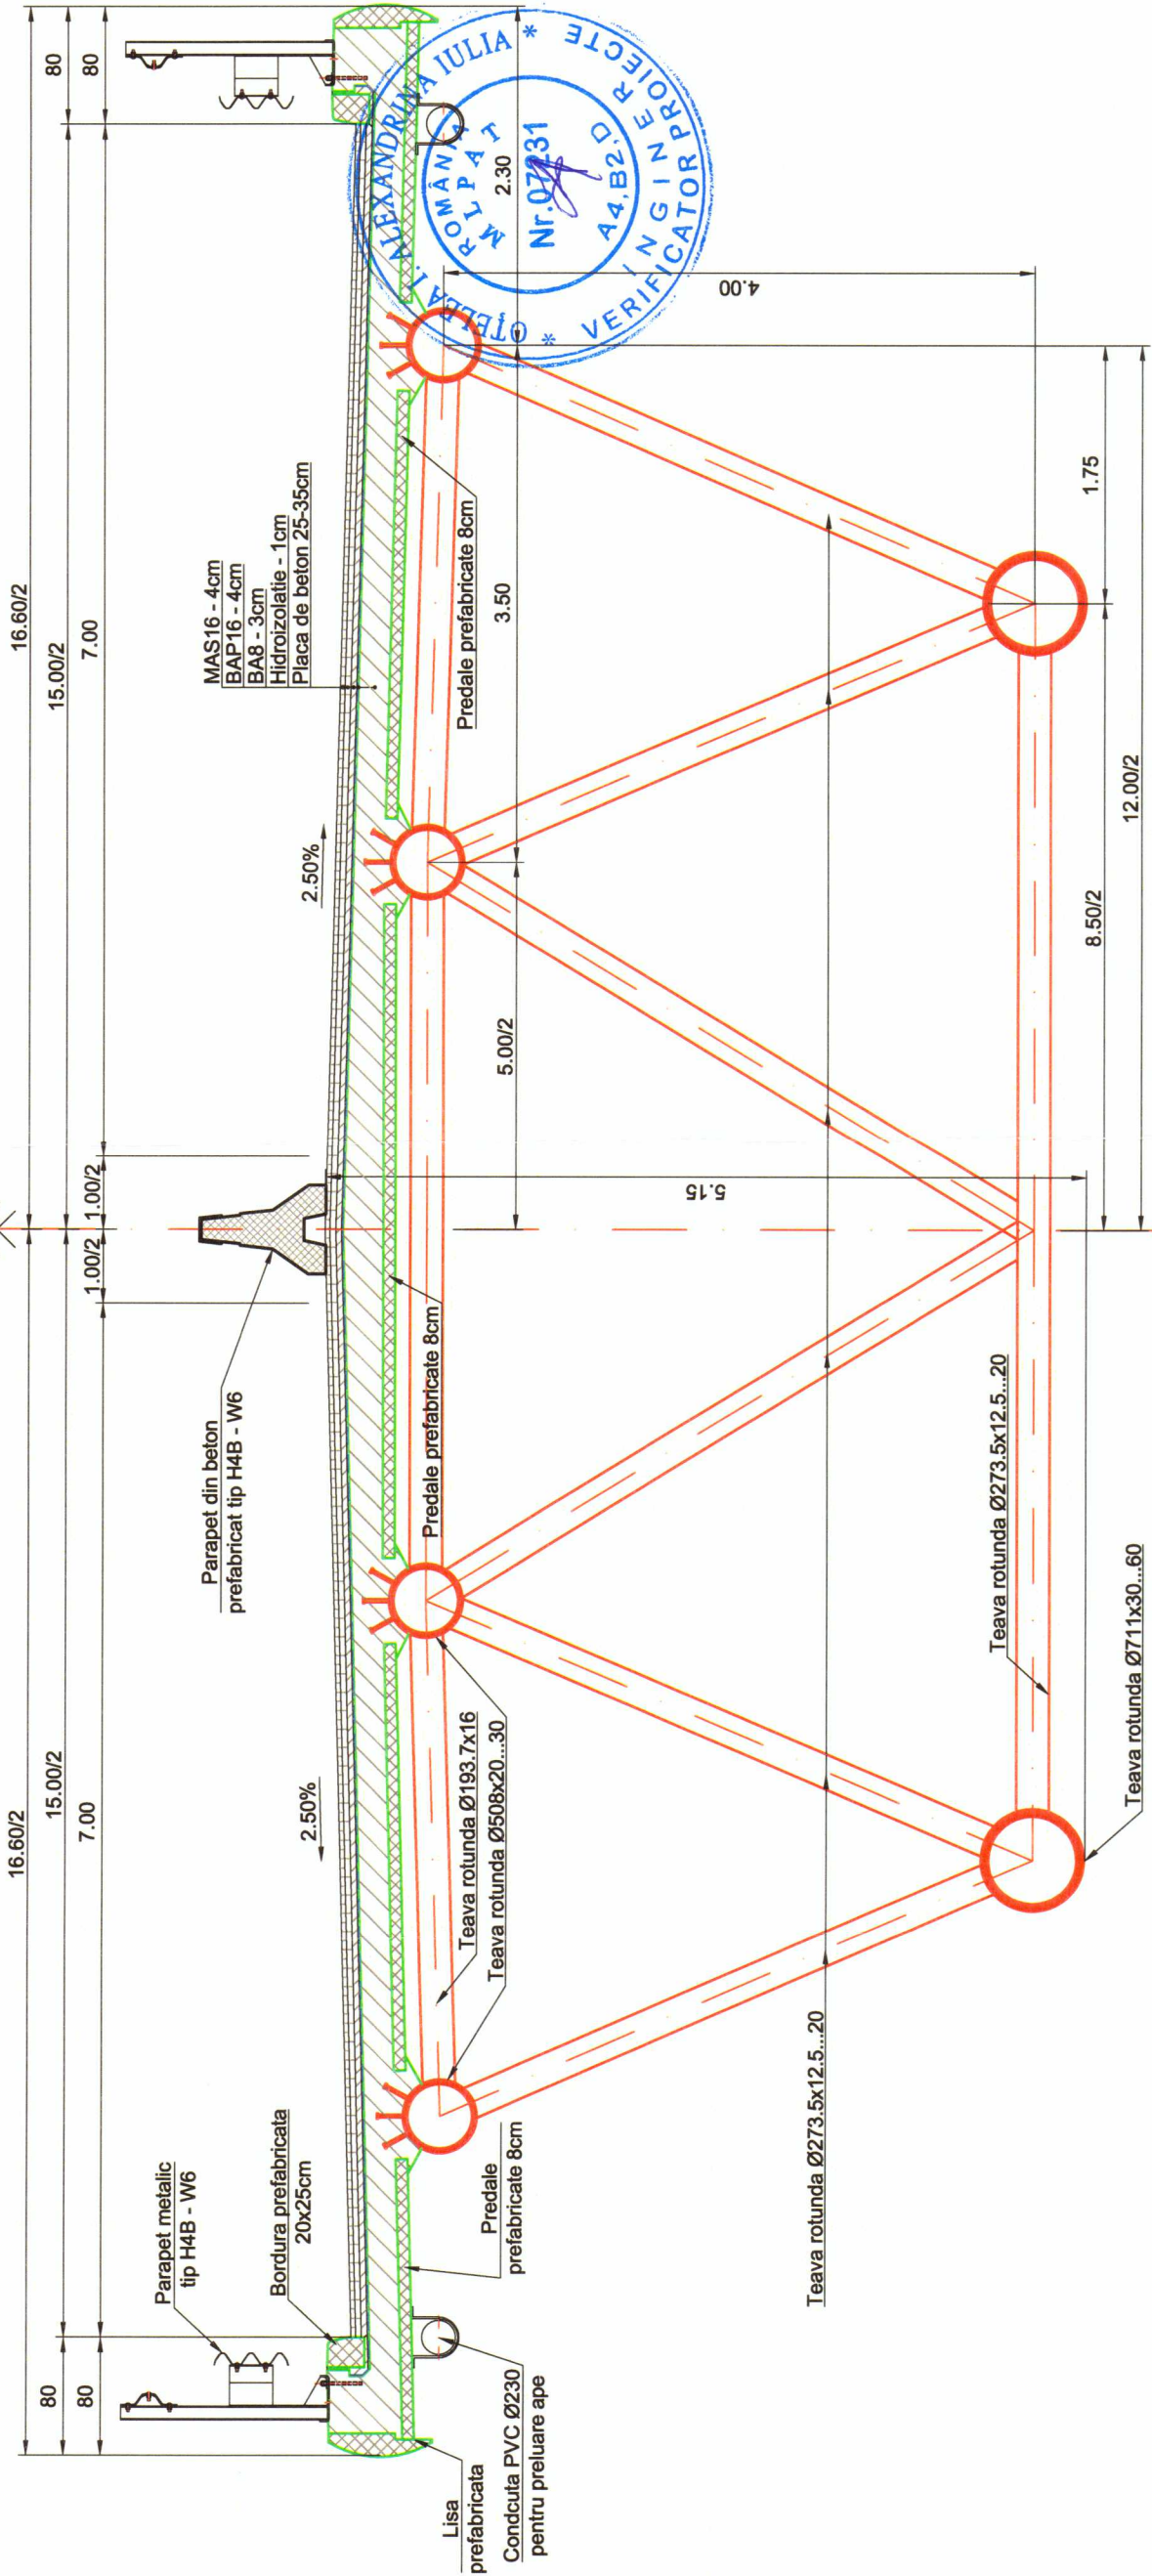 16.60/2
16.60/2
80
15.00/2
15.00/2
80
80
7.00
1.00/2
1.00/2
7.00
80
Parapet metalic
tip H4B - W6
Bordura prefabricata
20x25cm
2.50%
Parapet din beton
prefabricat tip H4B - W6
2.50%
MAS16 - 4cm
BAP16 - 4cm
BA8 - 3cm
Hidroizolatie - 1cm
Placa de beton 25-35cm
Lisa
prefabricata
Condcuta PVC Ø230
pentru preluare ape
Predale
prefabricate 8cm
Teava rotunda Ø193.7x16
Teava rotunda Ø508x20...30
Predale prefabricate 8cm
Predale prefabricate 8cm
5.00/2
3.50
2.30
5.15
4.00
Teava rotunda Ø273.5x12.5...20
Teava rotunda Ø273.5x12.5...20
Teava rotunda Ø711x30...60
8.50/2
1.75
12.00/2
ALEXANDRINA IULIA
* VERIFICATOR PROIECTE *
ROMÂNIA
MLPAT
Nr.
A4,B2,D
INGINER